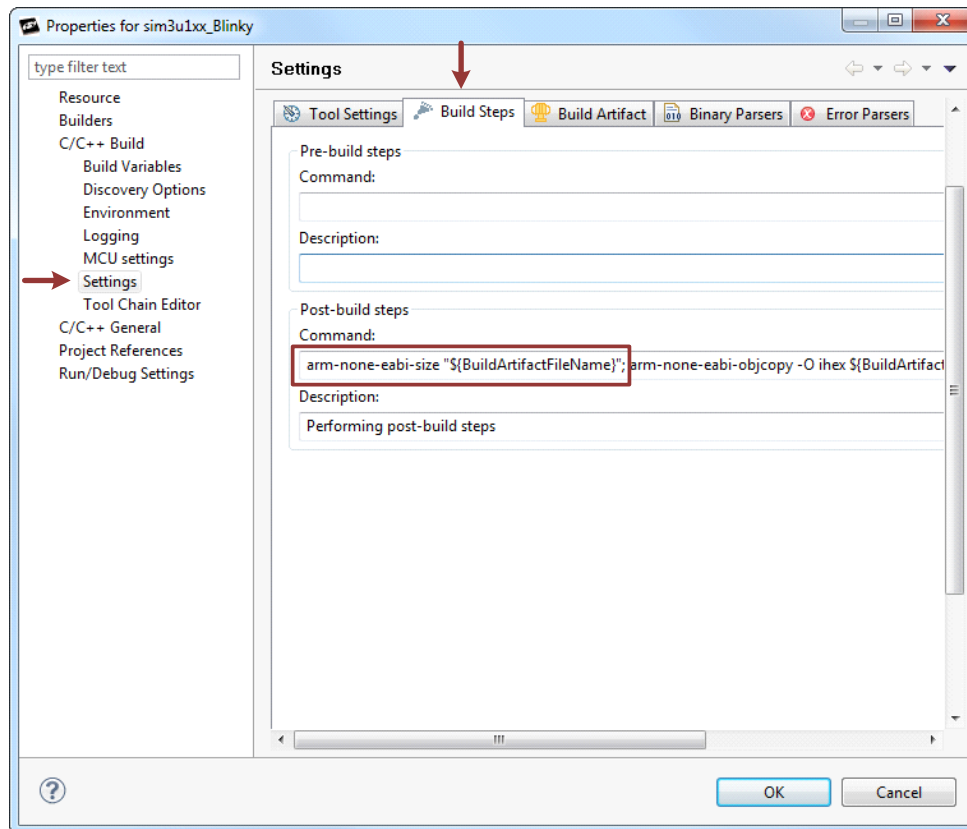 Properties for sim3u1xx_Blinky
type filter text
Resource
Builders
C/C++ Build
Build Variables
Discovery Options
Environment
Logging
MCU settings
Settings
Tool Chain Editor
C/C++ General
Project References
Run/Debug Settings
Settings
Tool Settings
Build Steps
Build Artifact
Binary Parsers
Error Parsers
Pre-build steps
Command:
Description:
Post-build steps
Command:
arm-none-eabi-size "${BuildArtifactFileName}"; arm-none-eabi-objcopy -O ihex ${BuildArtifact
Description:
Performing post-build steps
OK
Cancel